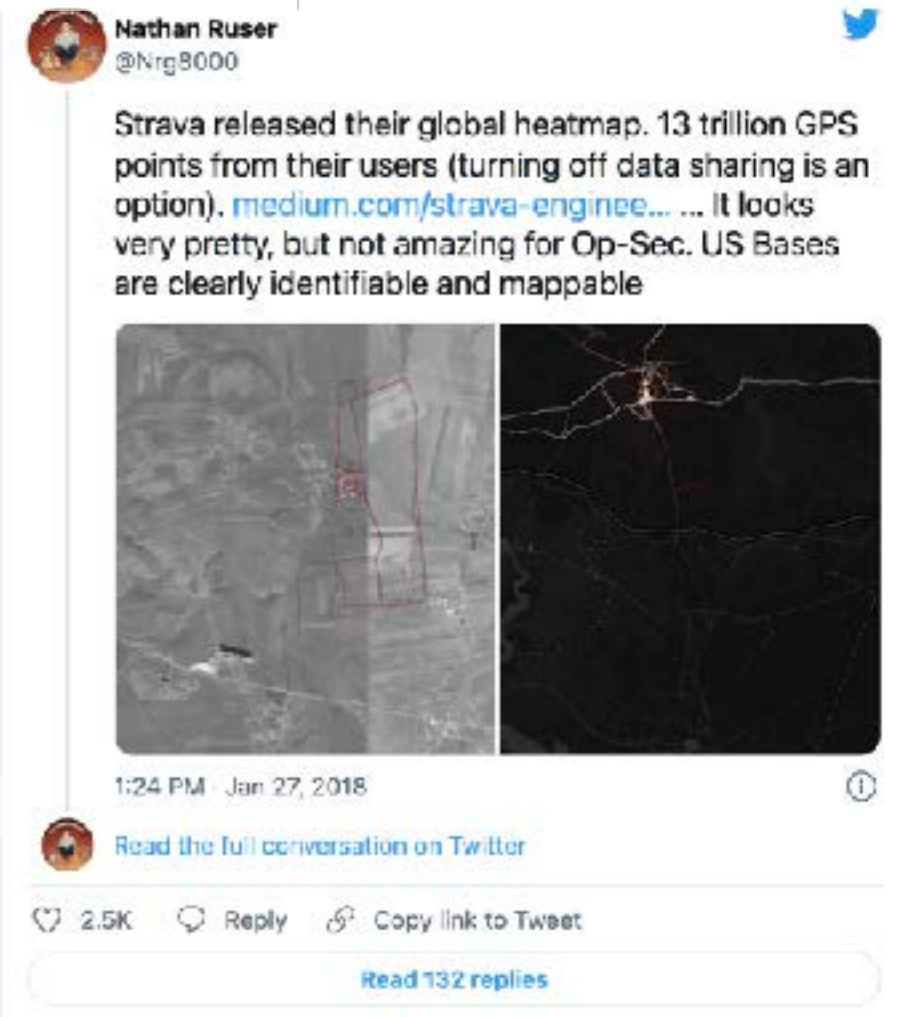 Nathan Ruser
@Nrg8000
Strava released their global heatmap. 13 trillion GPS
points from their users (turning off data sharing is an
option). medium.com/strava-enginee... ... It looks
very pretty, but not amazing for Op-Sec. US Bases
are clearly identifiable and mappable
1:24 PM · Jan 27, 2018
Read the full conversation on Twitter
2.5K Reply Copy link to Tweet
Read 132 replies